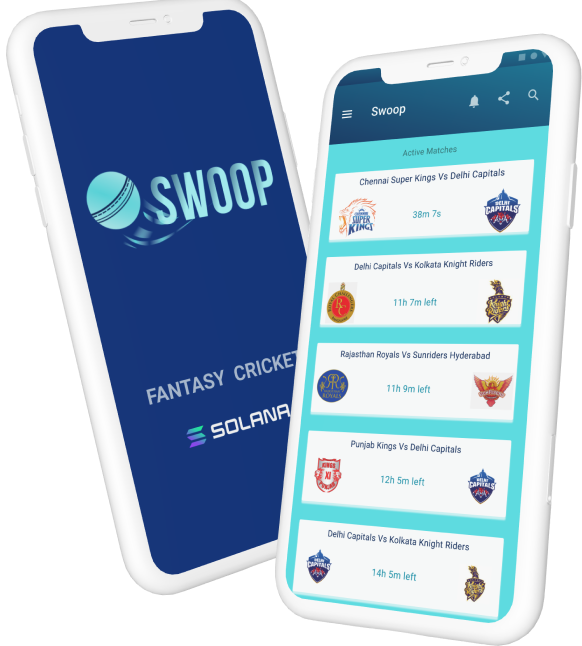 SWOOP
FANTASY CRICKET
SOLANA
Swoop
Active Matches
Chennai Super Kings Vs Delhi Capitals
CHENNAI
SUPER
KINGS
38m 7s
DELHI
CAPITALS
Delhi Capitals Vs Kolkata Knight Riders
11h 7m left
Knight
Riders
Rajasthan Royals Vs Sunriders Hyderabad
ROYALS
11h 9m left
Punjab Kings Vs Delhi Capitals
KINGS
XI
12h 5m left
DELHI
CAPITALS
Delhi Capitals Vs Kolkata Knight Riders
DELHI
CAPITALS
14h 5m left